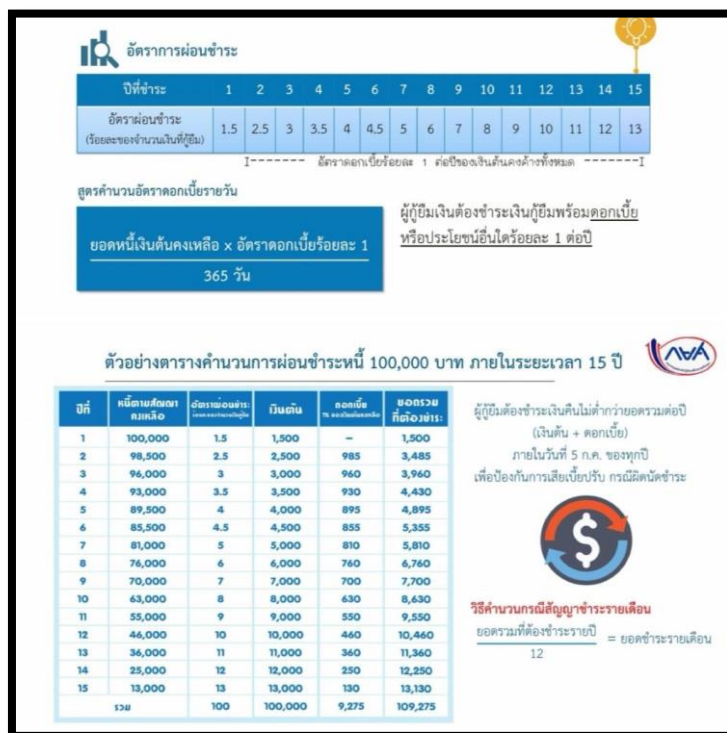 อัตราการผ่อนชำระ
ปีที่ชำระ 1 2 3 4 5 6 7 8 9 10 11 12 13 14 15
อัตราผ่อนชำระ
(ร้อยละของจำนวนเงินที่กู้ยืม) 1.5 2.5 3 3.5 4 4.5 5 6 7 8 9 10 11 12 13
I------- อัตราดอกเบี้ยร้อยละ 1 ต่อปีของเงินต้นคงค้างทั้งหมด -------I
สูตรคำนวณอัตราดอกเบี้ยรายวัน
ยอดหนี้เงินต้นคงเหลือ x อัตราดอกเบี้ยร้อยละ 1
365 วัน
ผู้กู้ยืมเงินต้องชำระเงินกู้ยืมพร้อมดอกเบี้ย
หรือประโยชน์อื่นใดร้อยละ 1 ต่อปี
ตัวอย่างตารางคำนวณการผ่อนชำระหนี้ 100,000 บาท ภายในระยะเวลา 15 ปี
กยศ
ปีที่ หนี้ตามสัญญา อัตราผ่อนชำระ เงินต้น ดอกเบี้ย ยอดรวม
คงเหลือ 1% ของเงินต้นคงเหลือ ที่ต้องชำระ
1 100,000 1.5 1,500 – 1,500
2 98,500 2.5 2,500 985 3,485
3 96,000 3 3,000 960 3,960
4 93,000 3.5 3,500 930 4,430
5 89,500 4 4,000 895 4,895
6 85,500 4.5 4,500 855 5,355
7 81,000 5 5,000 810 5,810
8 76,000 6 6,000 760 6,760
9 70,000 7 7,000 700 7,700
10 63,000 8 8,000 630 8,630
11 55,000 9 9,000 550 9,550
12 46,000 10 10,000 460 10,460
13 36,000 11 11,000 360 11,360
14 25,000 12 12,000 250 12,250
15 13,000 13 13,000 130 13,130
รวม 100 100,000 9,275 109,275
ผู้กู้ยืมต้องชำระเงินคืนไม่ต่ำกว่ายอดรวมต่อปี
(เงินต้น + ดอกเบี้ย)
ภายในวันที่ 5 ก.ค. ของทุกปี
เพื่อป้องกันการเสียเบี้ยปรับ กรณีผิดนัดชำระ
$
วิธีคำนวนกรณีสัญญาชำระรายเดือน
ยอดรวมที่ต้องชำระรายปี = ยอดชำระรายเดือน
12